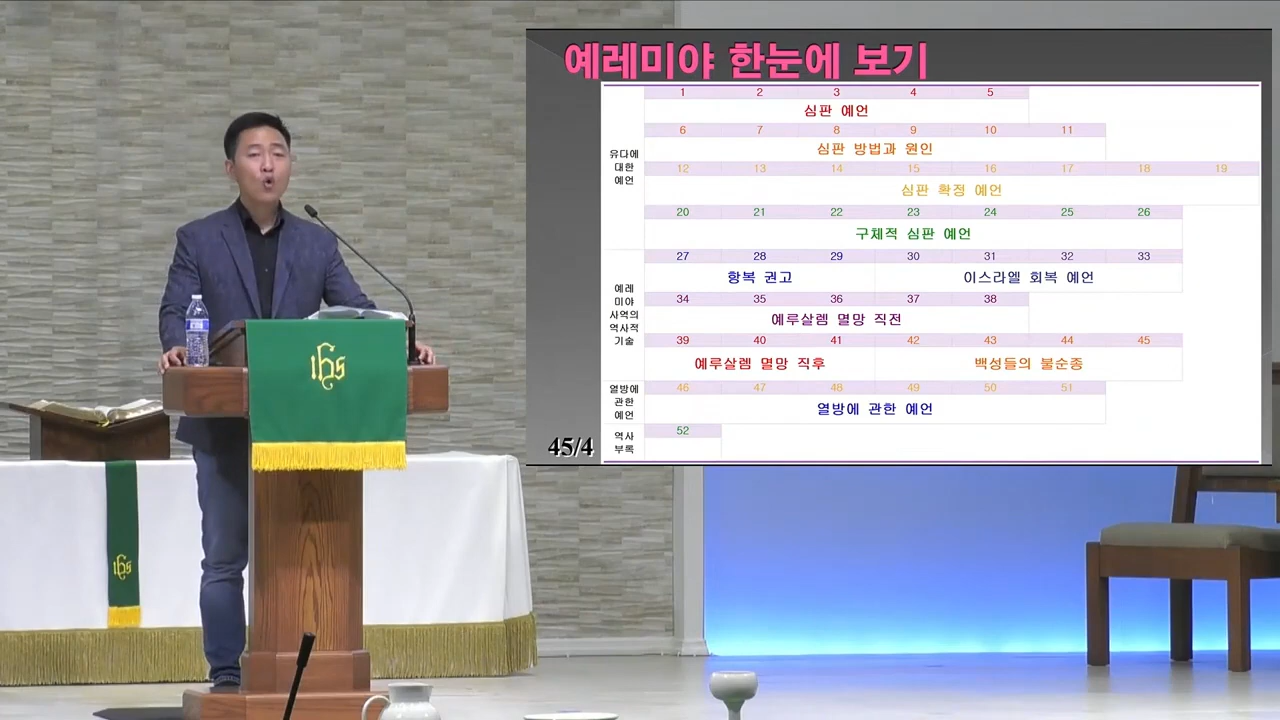 예레미야 한눈에 보기
유다에
대한
예언
1 2 3 4 5
심판 예언
6 7 8 9 10 11
심판 방법과 원인
12 13 14 15 16 17 18 19
심판 확정 예언
20 21 22 23 24 25 26
구체적 심판 예언
예레
미야
사역의
역사적
기술
27 28 29 30 31 32 33
항복 권고 이스라엘 회복 예언
34 35 36 37 38
예루살렘 멸망 직전
39 40 41 42 43 44 45
예루살렘 멸망 직후 백성들의 불순종
열방에
관한
예언
46 47 48 49 50 51
열방에 관한 예언
역사
부록
52
45/4
ihs
ihs